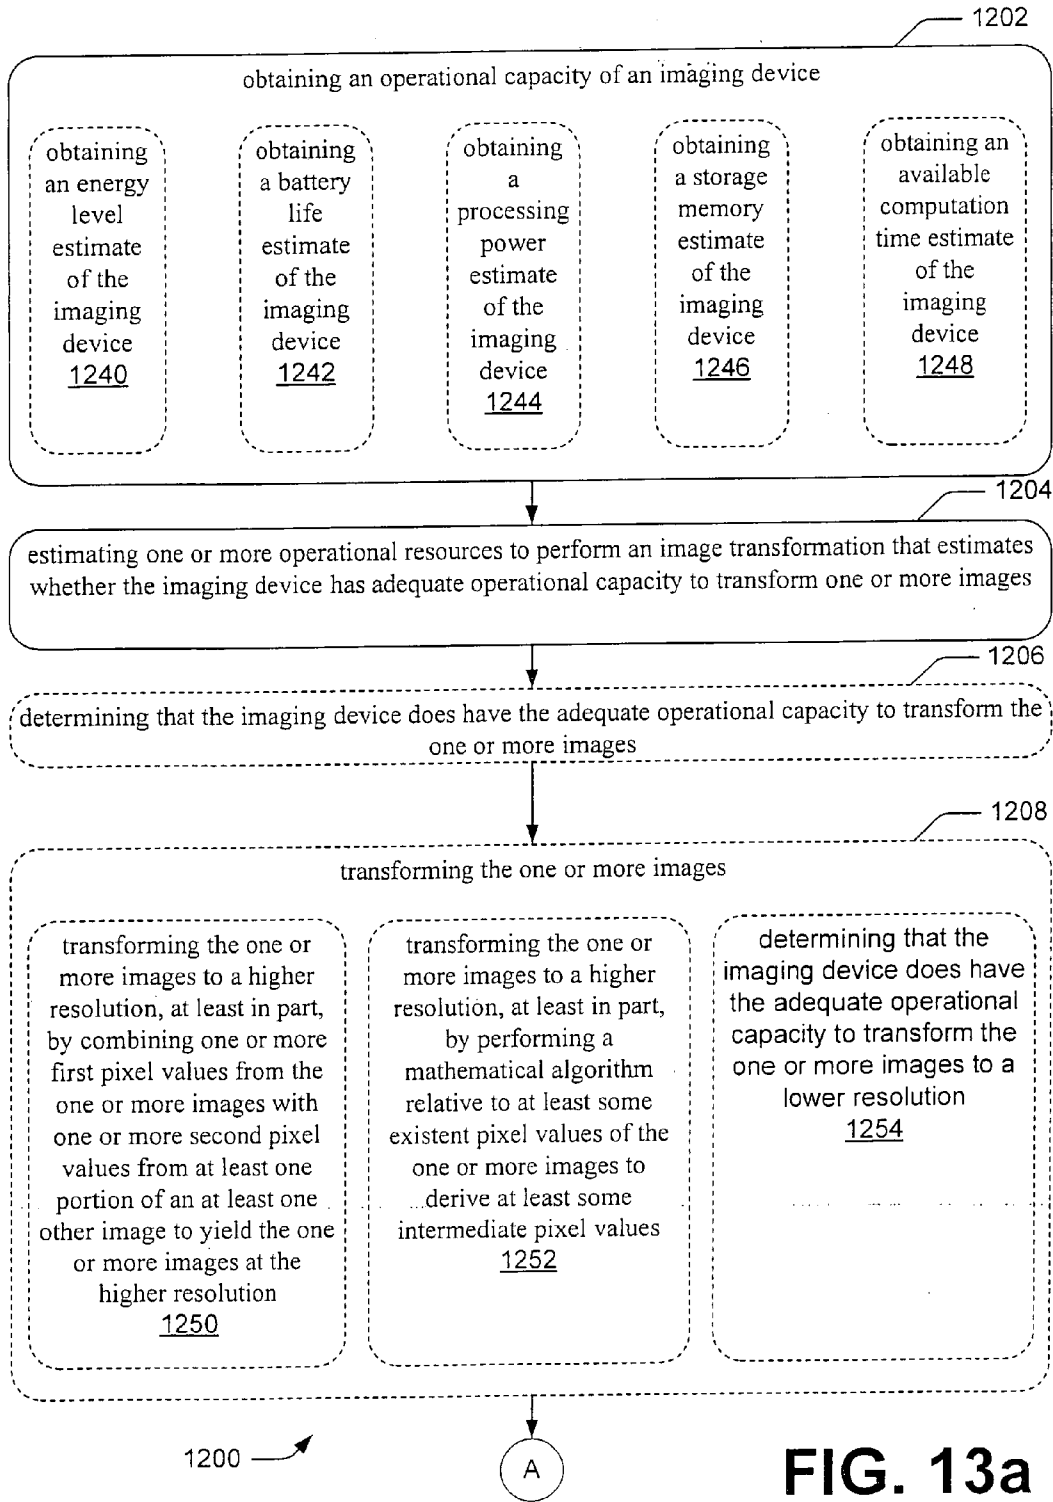 1202
obtaining an operational capacity of an imaging device
obtaining
an energy
level
estimate
of the
imaging
device
1240
obtaining
a battery
life
estimate
of the
imaging
device
1242
obtaining
a
processing
power
estimate
of the
imaging
device
1244
obtaining
a storage
memory
estimate
of the
imaging
device
1246
obtaining an
available
computation
time estimate
of the
imaging
device
1248
1204
estimating one or more operational resources to perform an image transformation that estimates
whether the imaging device has adequate operational capacity to transform one or more images
1206
determining that the imaging device does have the adequate operational capacity to transform the
one or more images
1208
transforming the one or more images
transforming the one or
more images to a higher
resolution, at least in part,
by combining one or more
first pixel values from the
one or more images with
one or more second pixel
values from at least one
portion of an at least one
other image to yield the one
or more images at the
higher resolution
1250
transforming the one or
more images to a higher
resolution, at least in part,
by performing a
mathematical algorithm
relative to at least some
existent pixel values of the
one or more images to
derive at least some
intermediate pixel values
1252
determining that the
imaging device does have
the adequate operational
capacity to transform the
one or more images to a
lower resolution
1254
1200
A
FIG. 13a